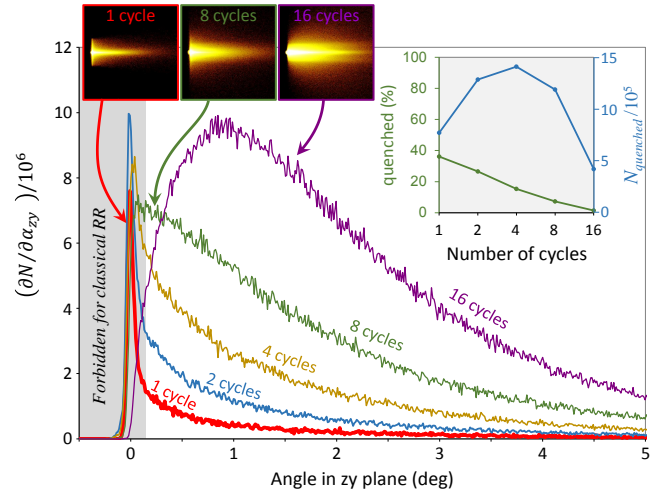 1 cycle
8 cycles
16 cycles
(∂N/∂α_zy)/10^6
12
10
8
6
4
2
0
Forbidden for classical RR
1 cycle
2 cycles
4 cycles
8 cycles
16 cycles
0
1
2
3
4
5
Angle in zy plane (deg)
quenched (%)
100
80
60
40
20
0
15
10
5
0
N_quenched/10^5
1
2
4
8
16
Number of cycles